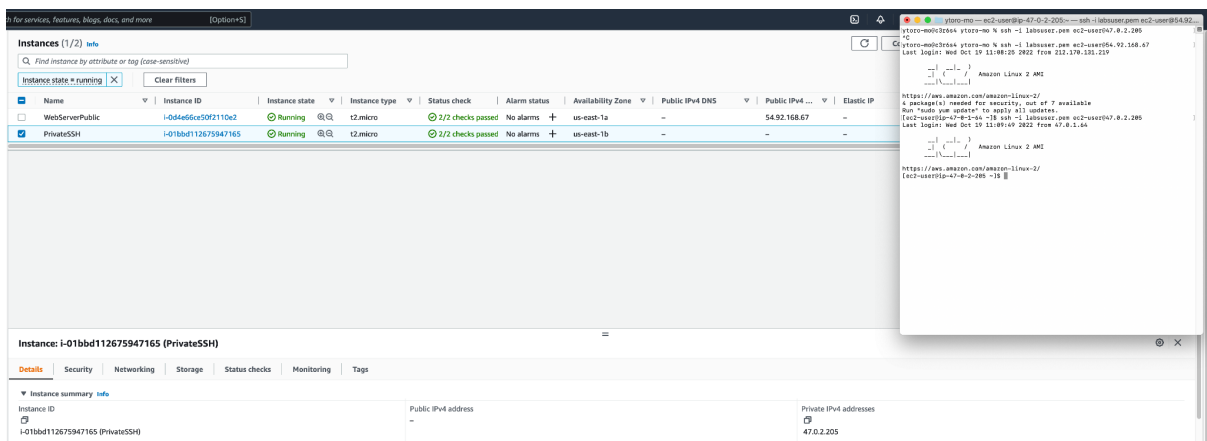 th for services, features, blogs, docs, and more [Option+S]
Instances (1/2) Info
Find instance by attribute or tag (case-sensitive)
Instance state = running Clear filters
Name Instance ID Instance state Instance type Status check Alarm status Availability Zone Public IPv4 DNS Public IPv4 ... Elastic IP
WebServerPublic i-0d4e66ce50f2110e2 Running t2.micro 2/2 checks passed No alarms + us-east-1a – 54.92.168.67 –
PrivateSSH i-01bbd112675947165 Running t2.micro 2/2 checks passed No alarms + us-east-1b – – –
Instance: i-01bbd112675947165 (PrivateSSH)
Details Security Networking Storage Status checks Monitoring Tags
Instance summary Info
Instance ID Public IPv4 address Private IPv4 addresses
i-01bbd112675947165 (PrivateSSH) – 47.0.2.205
ytoro-mo — ec2-user@ip-47-0-2-205:~ — ssh -i labsuser.pem ec2-user@54.92....
ytoro-mo@c3r6s4 ytoro-mo % ssh -i labsuser.pem ec2-user@47.0.2.205
^C
ytoro-mo@c3r6s4 ytoro-mo % ssh -i labsuser.pem ec2-user@54.92.168.67
Last login: Wed Oct 19 11:08:25 2022 from 212.170.131.219
__| __|_ )
_| ( / Amazon Linux 2 AMI
___|\___|___|
https://aws.amazon.com/amazon-linux-2/
4 package(s) needed for security, out of 7 available
Run "sudo yum update" to apply all updates.
[ec2-user@ip-47-0-1-64 ~]$ ssh -i labsuser.pem ec2-user@47.0.2.205
Last login: Wed Oct 19 11:09:49 2022 from 47.0.1.64
__| __|_ )
_| ( / Amazon Linux 2 AMI
___|\___|___|
https://aws.amazon.com/amazon-linux-2/
[ec2-user@ip-47-0-2-205 ~]$